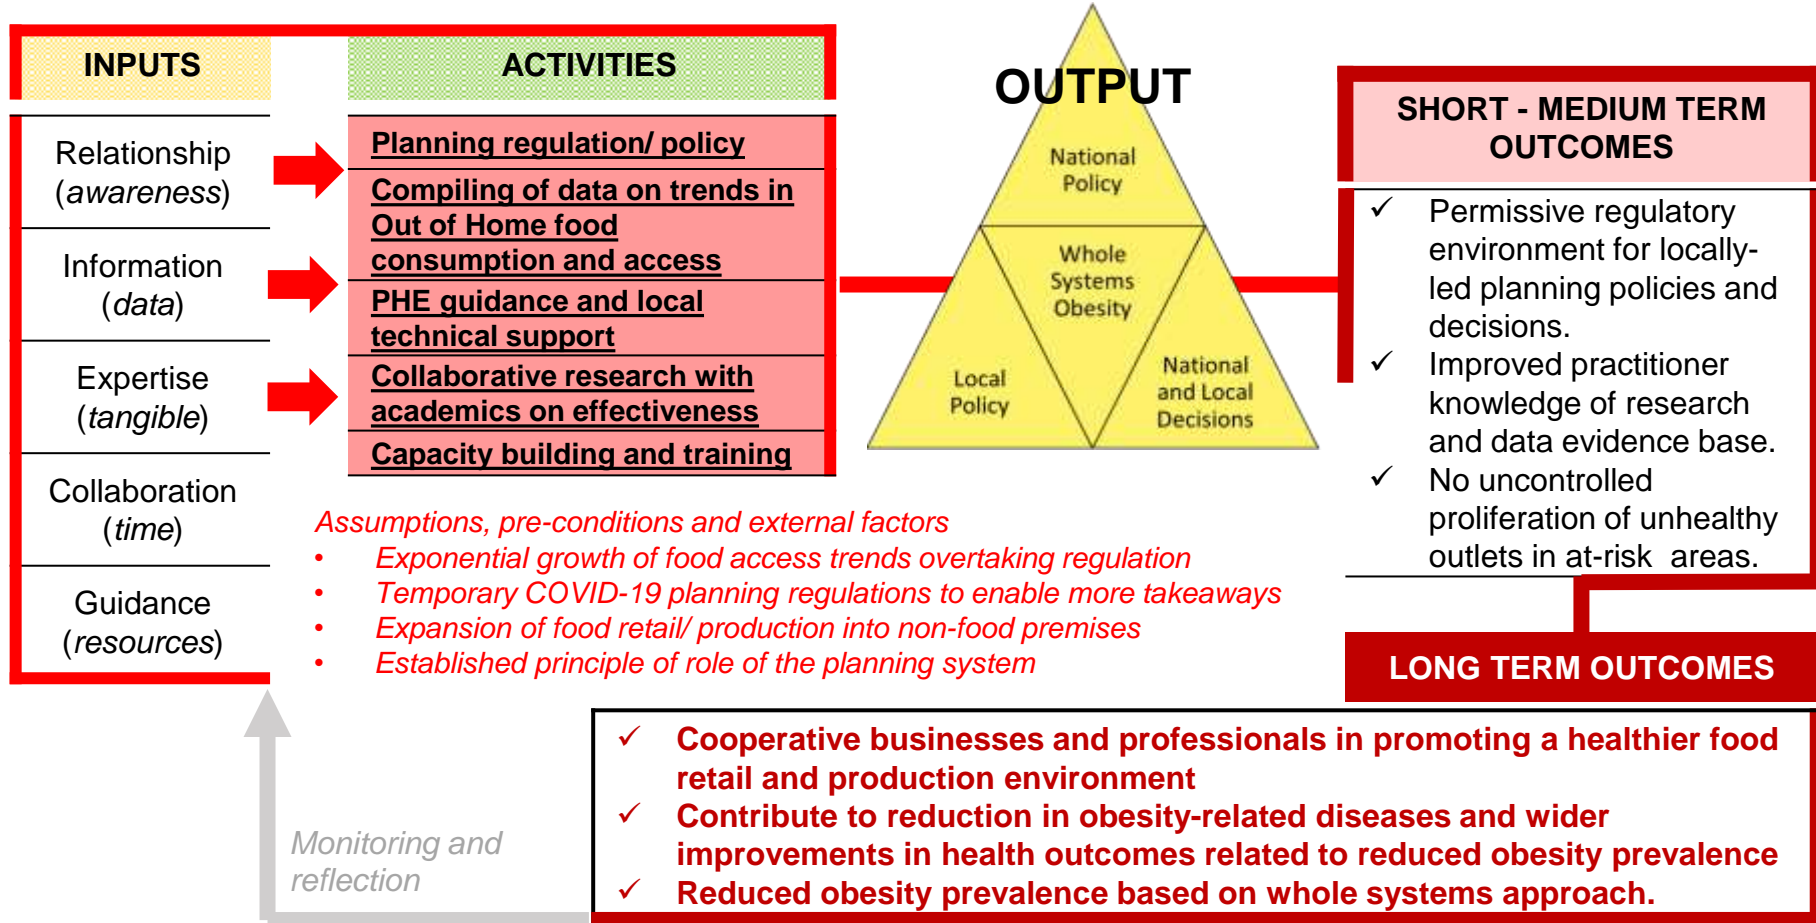 INPUTS
Relationship
(awareness)
Information
(data)
Expertise
(tangible)
Collaboration
(time)
Guidance
(resources)
ACTIVITIES
Planning regulation/ policy
Compiling of data on trends in
Out of Home food
consumption and access
PHE guidance and local
technical support
Collaborative research with
academics on effectiveness
Capacity building and training
OUTPUT
National
Policy
Whole
Systems
Obesity
Local
Policy
National
and Local
Decisions
SHORT - MEDIUM TERM
OUTCOMES
✓ Permissive regulatory
environment for locally-
led planning policies and
decisions.
✓ Improved practitioner
knowledge of research
and data evidence base.
✓ No uncontrolled
proliferation of unhealthy
outlets in at-risk areas.
Assumptions, pre-conditions and external factors
• Exponential growth of food access trends overtaking regulation
• Temporary COVID-19 planning regulations to enable more takeaways
• Expansion of food retail/ production into non-food premises
• Established principle of role of the planning system
LONG TERM OUTCOMES
✓ Cooperative businesses and professionals in promoting a healthier food
retail and production environment
✓ Contribute to reduction in obesity-related diseases and wider
improvements in health outcomes related to reduced obesity prevalence
✓ Reduced obesity prevalence based on whole systems approach.
Monitoring and
reflection